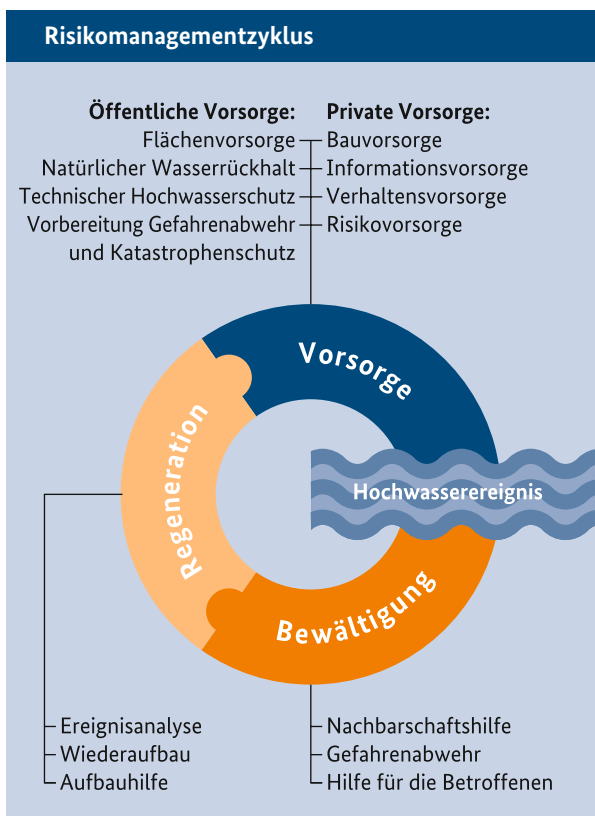 Risikomanagementzyklus
Öffentliche Vorsorge:
Flächenvorsorge
Natürlicher Wasserrückhalt
Technischer Hochwasserschutz
Vorbereitung Gefahrenabwehr
und Katastrophenschutz
Private Vorsorge:
Bauvorsorge
Informationsvorsorge
Verhaltensvorsorge
Risikovorsorge
Vorsorge
Regeneration
Hochwasserereignis
Bewältigung
Ereignisanalyse
Wiederaufbau
Aufbauhilfe
Nachbarschaftshilfe
Gefahrenabwehr
Hilfe für die Betroffenen